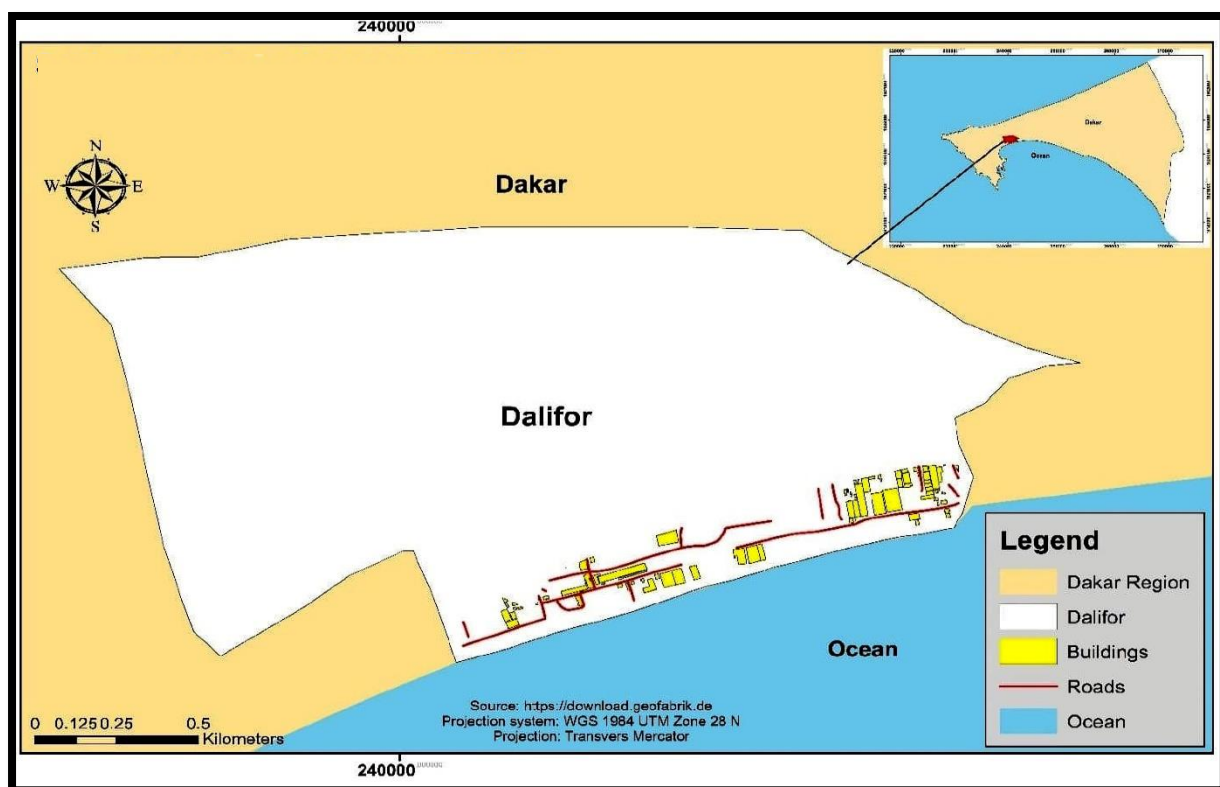 240000
Dakar
Ocean
N
W E
S
Dakar
Dalifor
Ocean
Legend
Dakar Region
Dalifor
Buildings
Roads
Ocean
0 0.125 0.25 0.5
Kilometers
Source: https://download.geofabrik.de
Projection system: WGS 1984 UTM Zone 28 N
Projection: Transvers Mercator
240000